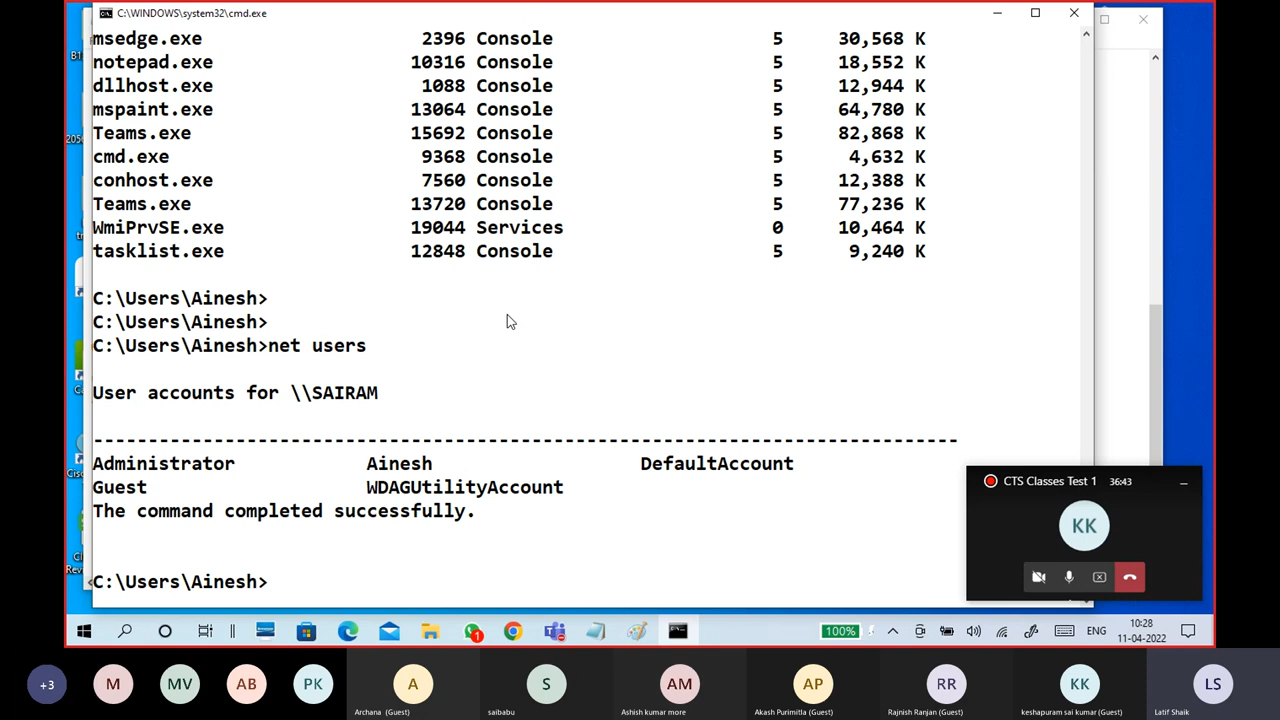 C:\WINDOWS\system32\cmd.exe
msedge.exe 2396 Console 5 30,568 K
notepad.exe 10316 Console 5 18,552 K
dllhost.exe 1088 Console 5 12,944 K
mspaint.exe 13064 Console 5 64,780 K
Teams.exe 15692 Console 5 82,868 K
cmd.exe 9368 Console 5 4,632 K
conhost.exe 7560 Console 5 12,388 K
Teams.exe 13720 Console 5 77,236 K
WmiPrvSE.exe 19044 Services 0 10,464 K
tasklist.exe 12848 Console 5 9,240 K
C:\Users\Ainesh>
C:\Users\Ainesh>
C:\Users\Ainesh>net users
User accounts for \\SAIRAM
-------------------------------------------------------------------------------
Administrator Ainesh DefaultAccount
Guest WDAGUtilityAccount
The command completed successfully.
C:\Users\Ainesh>
CTS Classes Test 1 36:43
KK
100%
ENG
10:28
11-04-2022
1
+3
M
MV
AB
PK
A
S
AM
AP
RR
KK
LS
Archana (Guest)
saibabu
Ashish kumar more
Akash Purimitla (Guest)
Rajnish Ranjan (Guest)
keshapuram sai kumar (Guest)
Latif Shaik